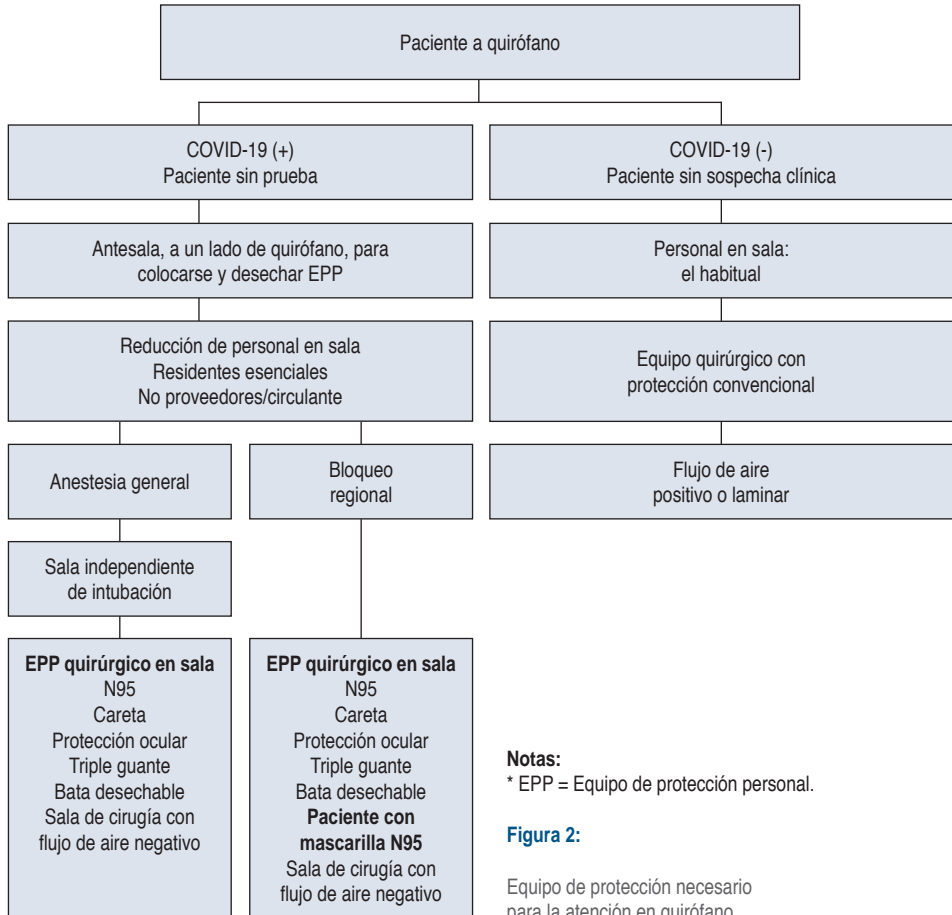 Paciente a quirófano
COVID-19 (+)
Paciente sin prueba
COVID-19 (-)
Paciente sin sospecha clínica
Antesala, a un lado de quirófano, para
colocarse y desechar EPP
Personal en sala:
el habitual
Reducción de personal en sala
Residentes esenciales
No proveedores/circulante
Equipo quirúrgico con
protección convencional
Anestesia general
Bloqueo
regional
Flujo de aire
positivo o laminar
Sala independiente
de intubación
EPP quirúrgico en sala
N95
Careta
Protección ocular
Triple guante
Bata desechable
Sala de cirugía con
flujo de aire negativo
EPP quirúrgico en sala
N95
Careta
Protección ocular
Triple guante
Bata desechable
Paciente con
mascarilla N95
Sala de cirugía con
flujo de aire negativo
Notas:
* EPP = Equipo de protección personal.
Figura 2:
Equipo de protección necesario
para la atención en quirófano